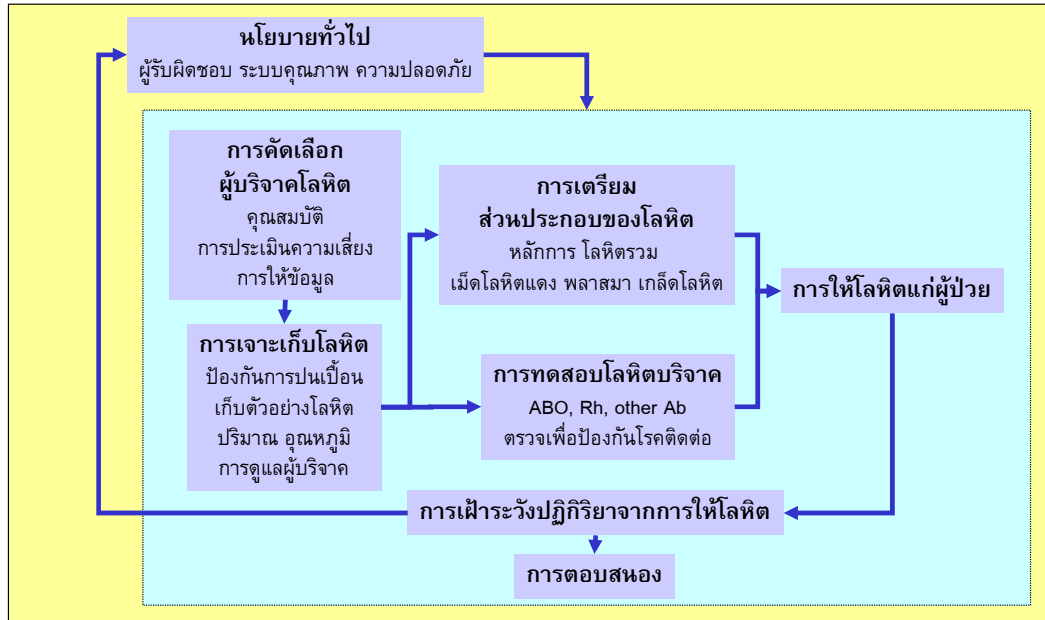 นโยบายทั่วไป
ผู้รับผิดชอบ ระบบคุณภาพ ความปลอดภัย
การคัดเลือก
ผู้บริจาคโลหิต
คุณสมบัติ
การประเมินความเสี่ยง
การให้ข้อมูล
การเจาะเก็บโลหิต
ป้องกันการปนเปื้อน
เก็บตัวอย่างโลหิต
ปริมาณ อุณหภูมิ
การดูแลผู้บริจาค
การเตรียม
ส่วนประกอบของโลหิต
หลักการ โลหิตรวม
เม็ดโลหิตแดง พลาสมา เกล็ดโลหิต
การทดสอบโลหิตบริจาค
ABO, Rh, other Ab
ตรวจเพื่อป้องกันโรคติดต่อ
การให้โลหิตแก่ผู้ป่วย
การเฝ้าระวังปฏิกิริยาจากการให้โลหิต
การตอบสนอง